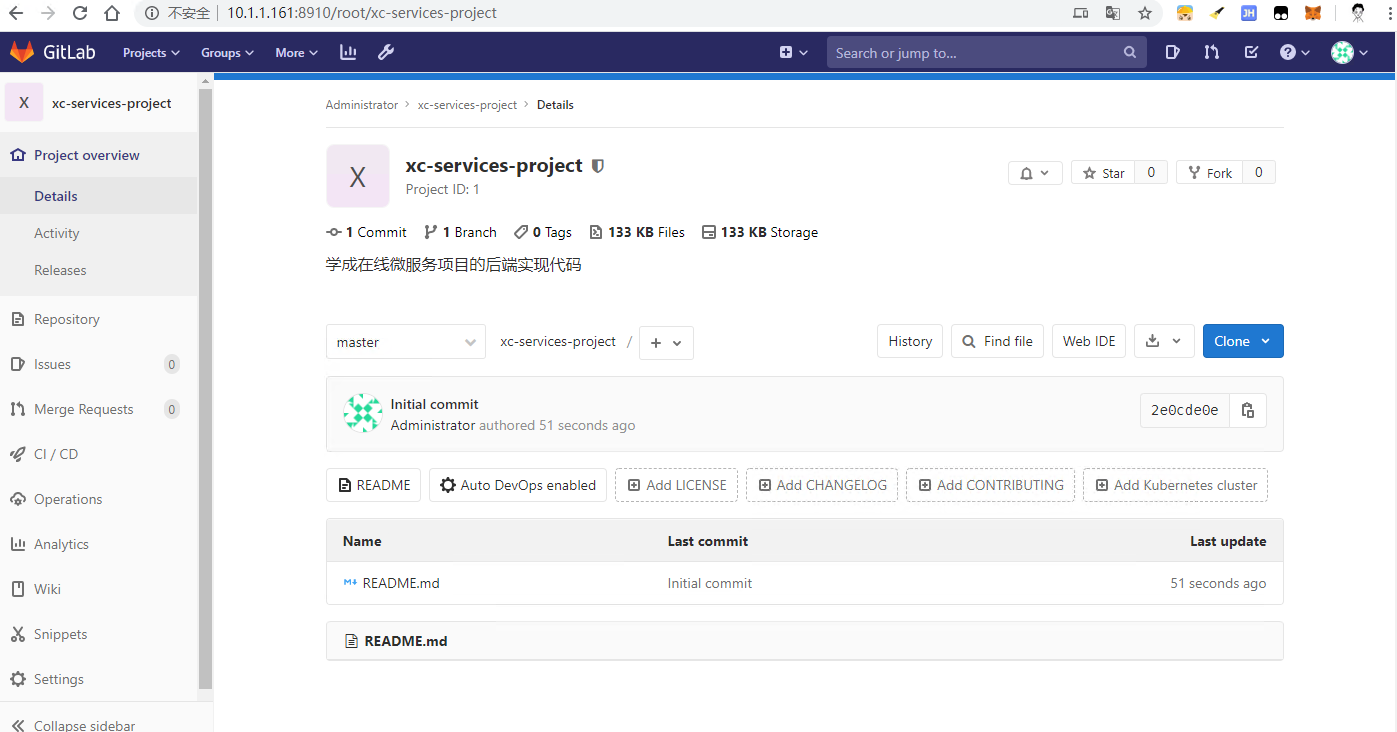 不安全 10.1.1.161:8910/root/xc-services-project
JH
GitLab Projects Groups More Search or jump to...
X xc-services-project
Project overview
Details
Activity
Releases
Repository
Issues 0
Merge Requests 0
CI / CD
Operations
Analytics
Wiki
Snippets
Settings
Collapse sidebar
Administrator > xc-services-project > Details
X
xc-services-project
Project ID: 1
Star 0 Fork 0
1 Commit 1 Branch 0 Tags 133 KB Files 133 KB Storage
学成在线微服务项目的后端实现代码
master xc-services-project / + History Find file Web IDE Clone
Initial commit
Administrator authored 51 seconds ago
2e0cde0e
README Auto DevOps enabled Add LICENSE Add CHANGELOG Add CONTRIBUTING Add Kubernetes cluster
Name Last commit Last update
README.md Initial commit 51 seconds ago
README.md